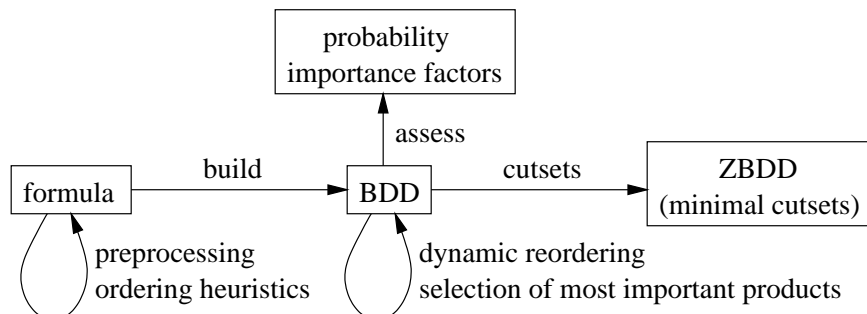 probability
importance factors
assess
build
cutsets
formula
BDD
ZBDD
(minimal cutsets)
preprocessing
ordering heuristics
dynamic reordering
selection of most important products